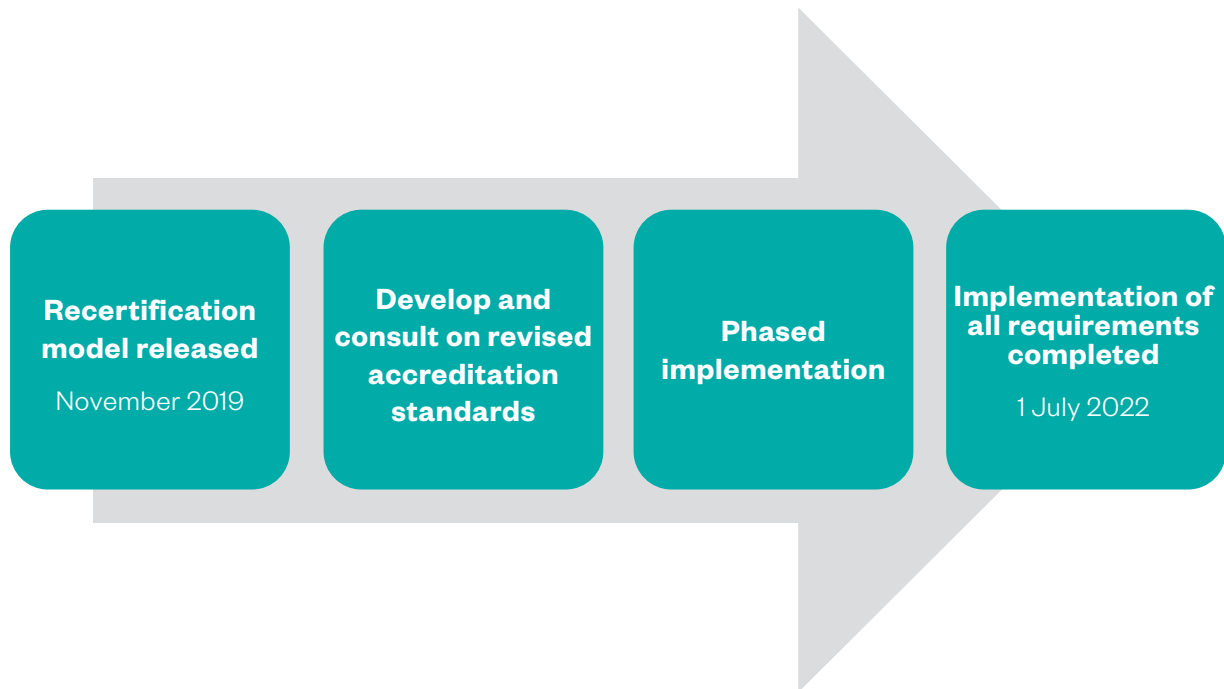 Recertification
model released
November 2019
Develop and
consult on revised
accreditation
standards
Phased
implementation
Implementation of
all requirements
completed
1 July 2022